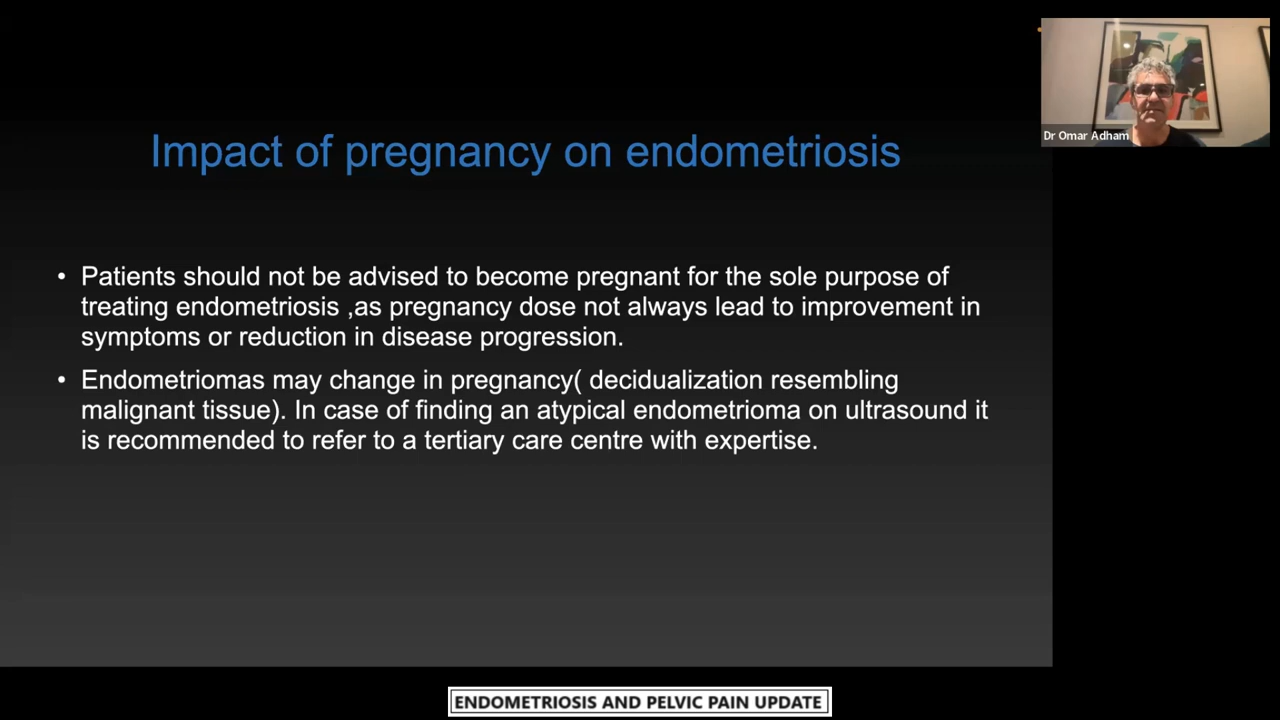 Dr Omar Adham
Impact of pregnancy on endometriosis
• Patients should not be advised to become pregnant for the sole purpose of
treating endometriosis ,as pregnancy dose not always lead to improvement in
symptoms or reduction in disease progression.
• Endometriomas may change in pregnancy( decidualization resembling
malignant tissue). In case of finding an atypical endometrioma on ultrasound it
is recommended to refer to a tertiary care centre with expertise.
ENDOMETRIOSIS AND PELVIC PAIN UPDATE